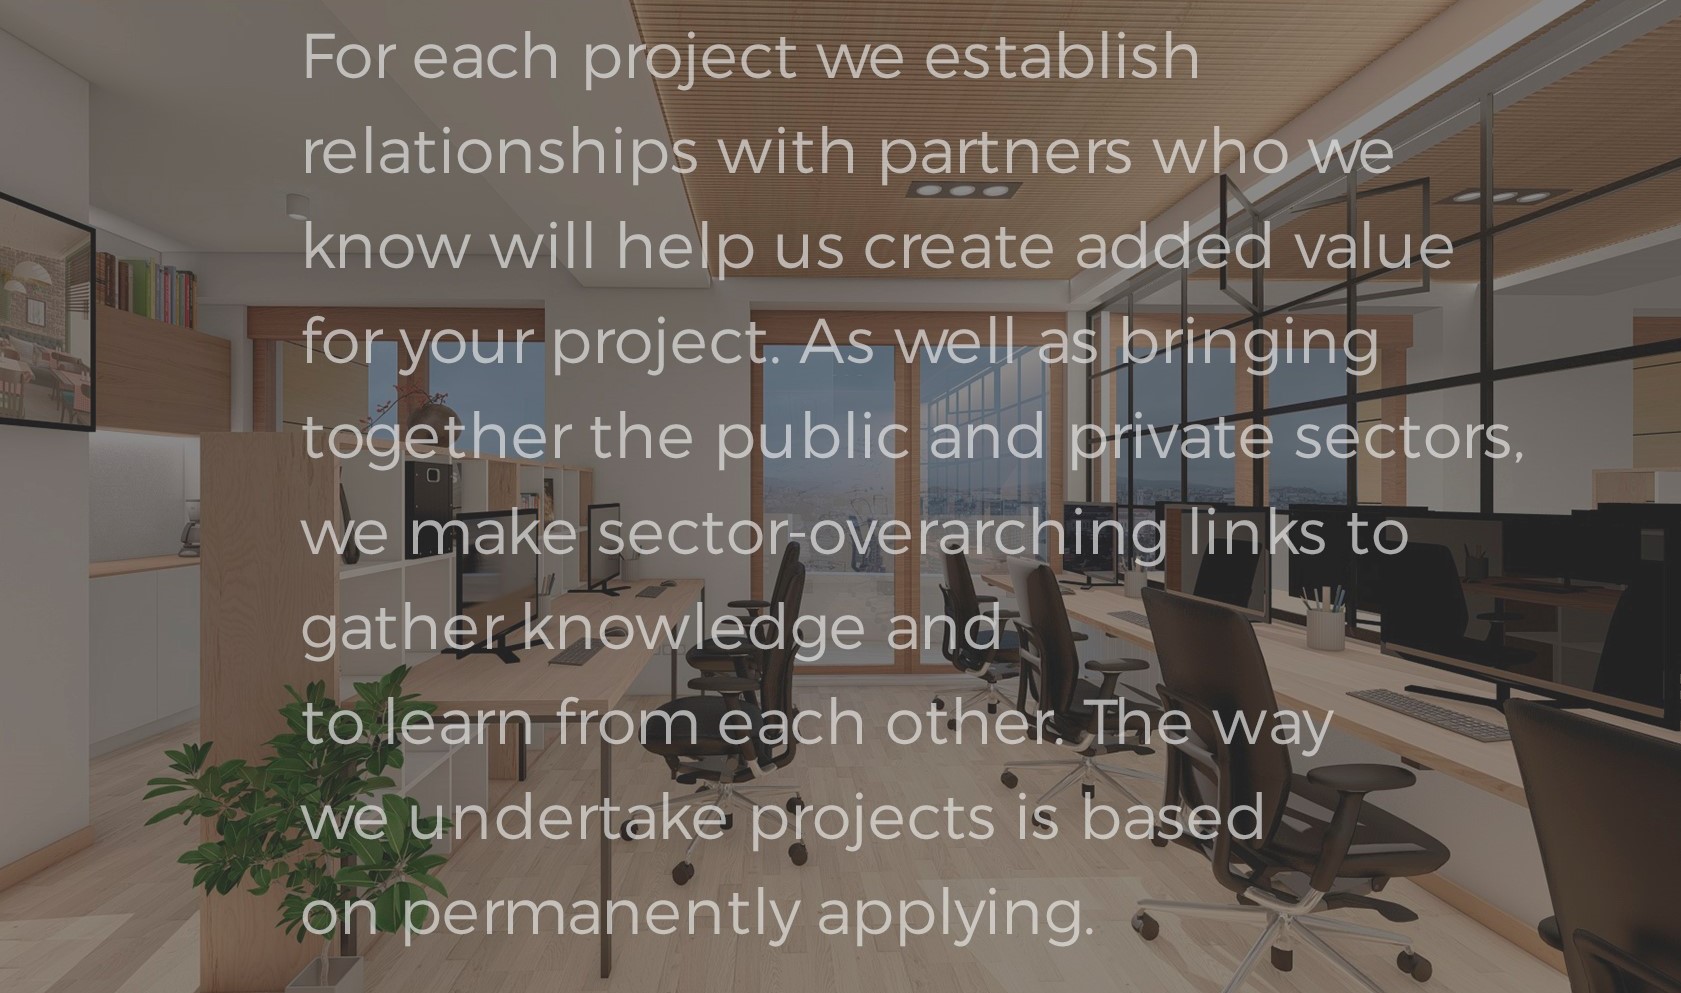 For each project we establish
relationships with partners who we
know will help us create added value
for your project. As well as bringing
together the public and private sectors,
we make sector-overarching links to
gather knowledge and
to learn from each other. The way
we undertake projects is based
on permanently applying.